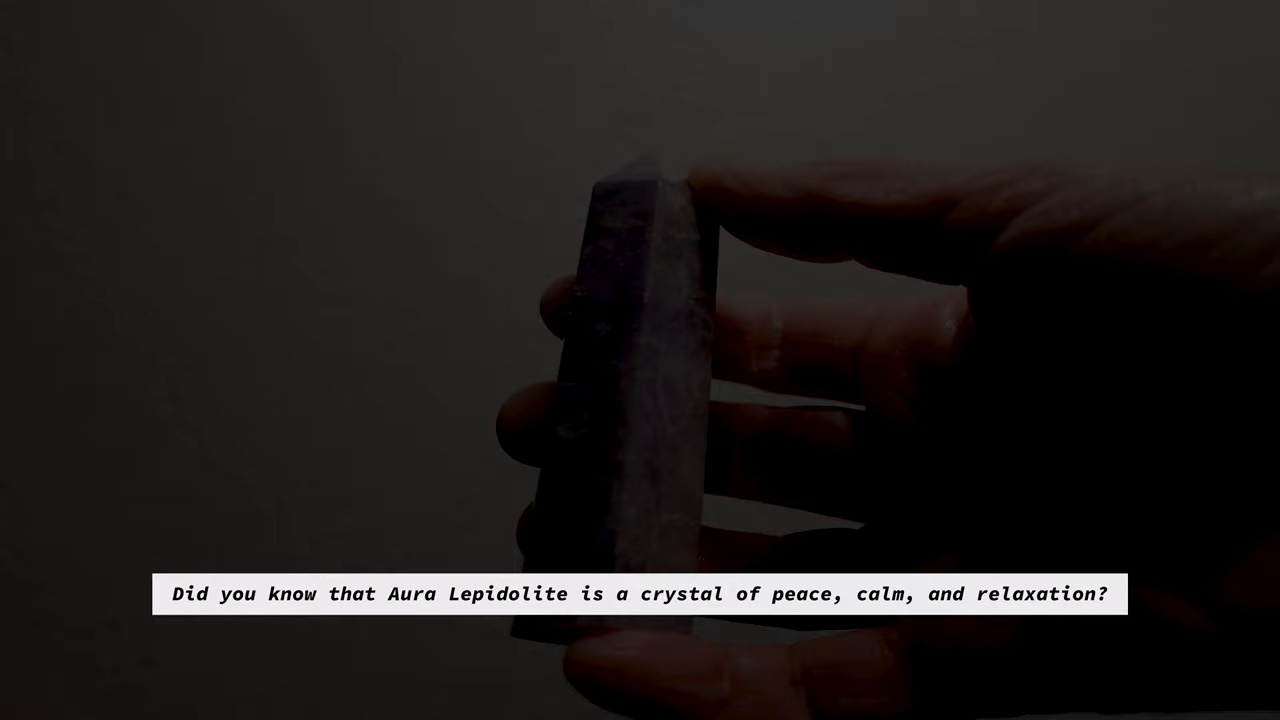 Did you know that Aura Lepidolite is a crystal of peace, calm, and relaxation?